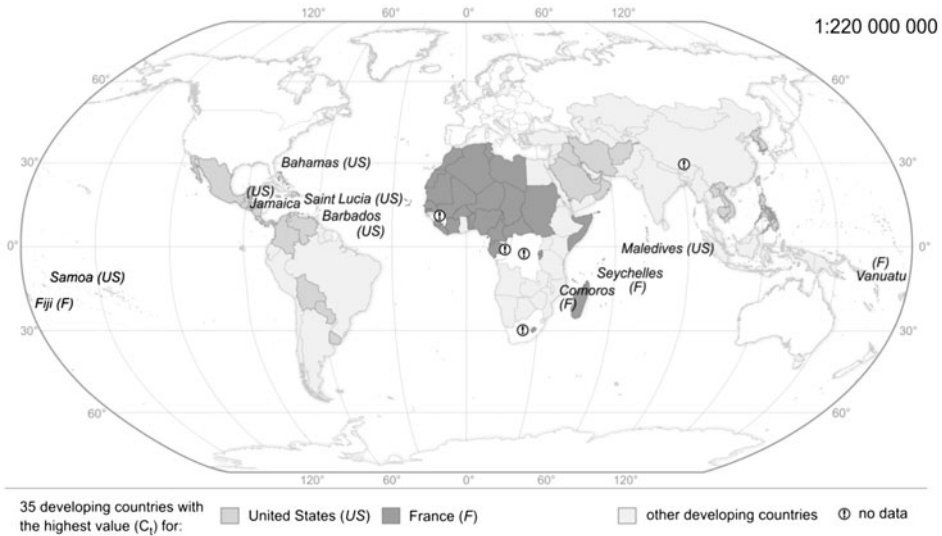 120° 60° 0° 60° 120°
1:220 000 000
60° 60°
30° 30°
Bahamas (US)
(US)
Jamaica
Saint Lucia (US)
Barbados
(US)
0° 0°
Maledives (US)
(F)
Vanuatu
Samoa (US)
Seychelles
(F)
Comoros
(F)
Fiji (F)
30° 30°
60° 60°
120° 60° 0° 60° 120°
35 developing countries with
the highest value (Cₜ) for:
United States (US)
France (F)
other developing countries
no data